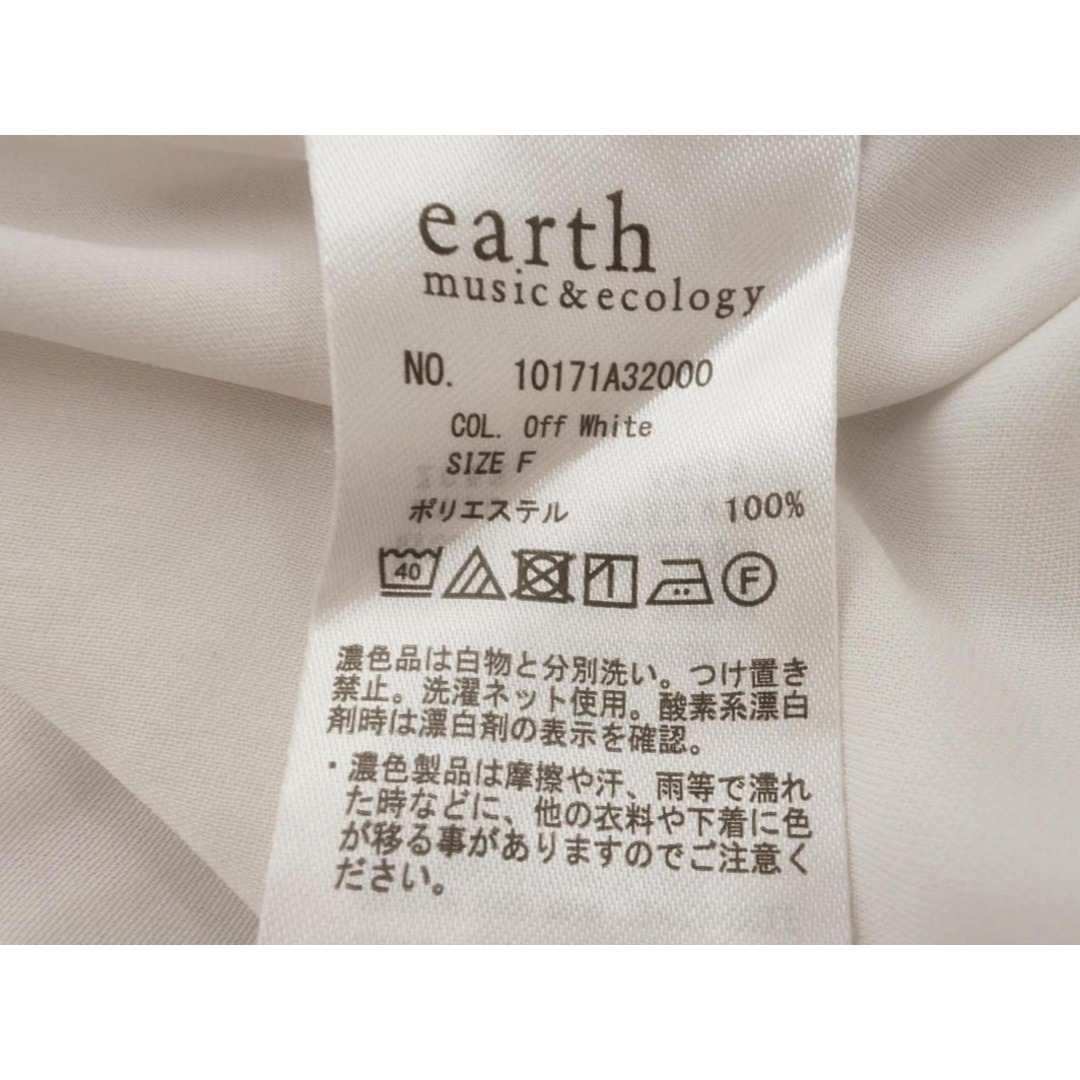 earth
music&ecology
NO. 10171A32000
COL. Off White
SIZE F
ポリエステル 100%
40 F
濃色品は白物と分別洗い。つけ置き
禁止。洗濯ネット使用。酸素系漂白
剤時は漂白剤の表示を確認。
・濃色製品は摩擦や汗、雨等で濡れ
た時などに、他の衣料や下着に色
が移る事がありますのでご注意く
ださい。